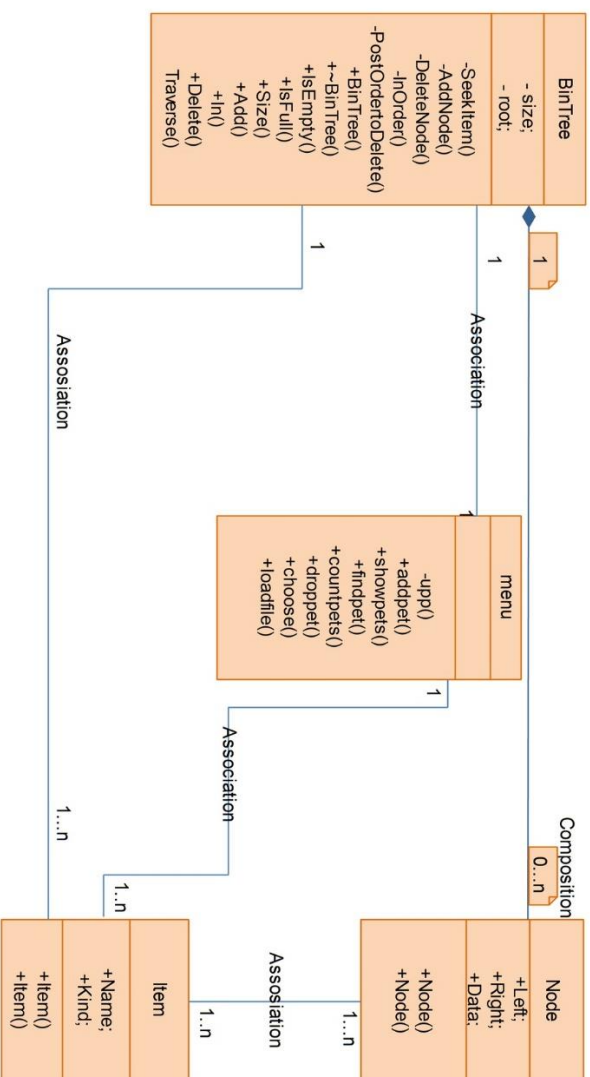 BinTree
- size;
- root;
-SeekItem()
-AddNode()
-DeleteNode()
-InOrder()
-PostOrdertoDelete()
+BinTree()
+~BinTree()
+IsEmpty()
+IsFull()
+Size()
+Add()
+In()
+Delete()
Traverse()
1
Composition
0...n
1
Association
1
1
Assosiation
1...n
menu
-upp()
+addpet()
+showpets()
+findpet()
+countpets()
+droppet()
+choose()
+loadfile()
1
Association
1..n
Node
+Left;
+Right;
+Data;
+Node()
+Node()
1...n
Assosiation
1...n
Item
+Name;
+Kind;
+Item()
+Item()